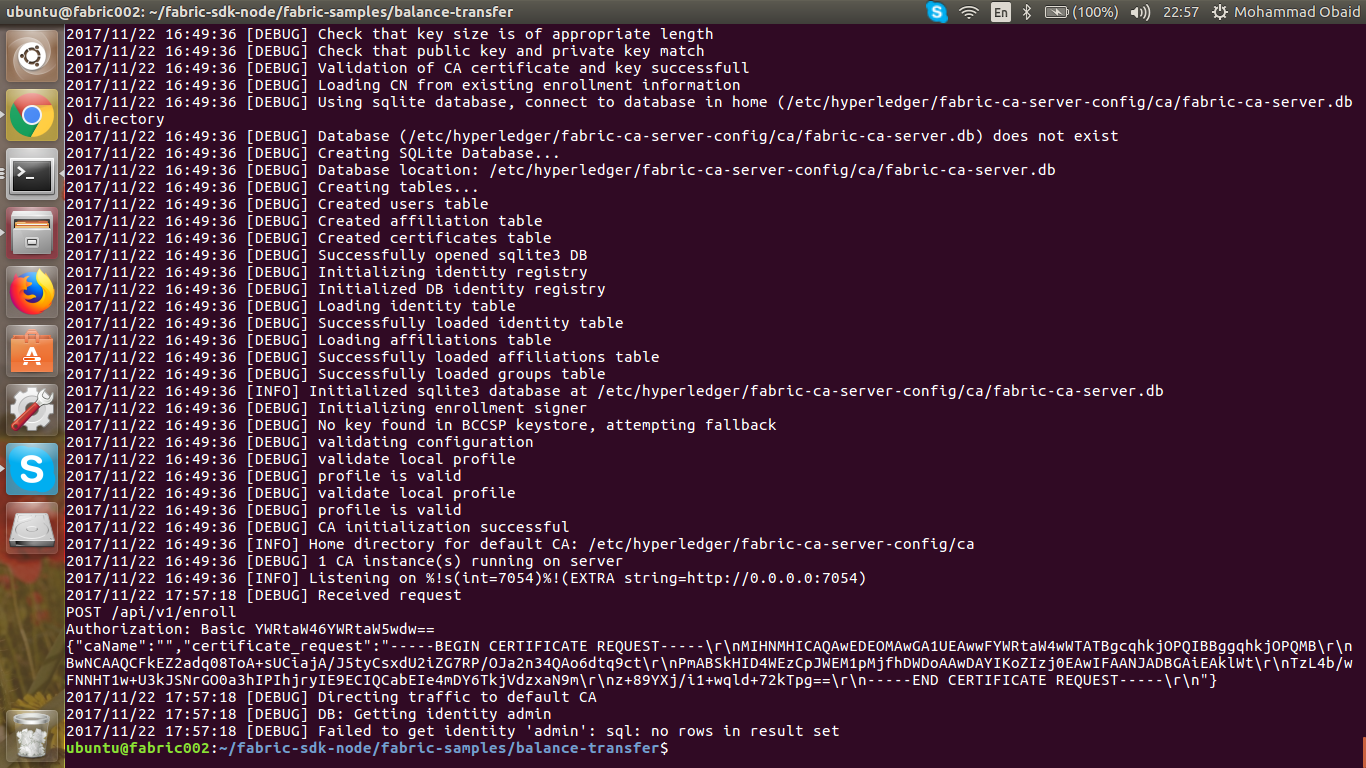 ubuntu@fabric002: ~/fabric-sdk-node/fabric-samples/balance-transfer
En
(100%)
22:57
Mohammad Obaid
2017/11/22 16:49:36 [DEBUG] Check that key size is of appropriate length
2017/11/22 16:49:36 [DEBUG] Check that public key and private key match
2017/11/22 16:49:36 [DEBUG] Validation of CA certificate and key successfull
2017/11/22 16:49:36 [DEBUG] Loading CN from existing enrollment information
2017/11/22 16:49:36 [DEBUG] Using sqlite database, connect to database in home (/etc/hyperledger/fabric-ca-server-config/ca/fabric-ca-server.db
) directory
2017/11/22 16:49:36 [DEBUG] Database (/etc/hyperledger/fabric-ca-server-config/ca/fabric-ca-server.db) does not exist
2017/11/22 16:49:36 [DEBUG] Creating SQLite Database...
2017/11/22 16:49:36 [DEBUG] Database location: /etc/hyperledger/fabric-ca-server-config/ca/fabric-ca-server.db
2017/11/22 16:49:36 [DEBUG] Creating tables...
2017/11/22 16:49:36 [DEBUG] Created users table
2017/11/22 16:49:36 [DEBUG] Created affiliation table
2017/11/22 16:49:36 [DEBUG] Created certificates table
2017/11/22 16:49:36 [DEBUG] Successfully opened sqlite3 DB
2017/11/22 16:49:36 [DEBUG] Initializing identity registry
2017/11/22 16:49:36 [DEBUG] Initialized DB identity registry
2017/11/22 16:49:36 [DEBUG] Loading identity table
2017/11/22 16:49:36 [DEBUG] Successfully loaded identity table
2017/11/22 16:49:36 [DEBUG] Loading affiliations table
2017/11/22 16:49:36 [DEBUG] Successfully loaded affiliations table
2017/11/22 16:49:36 [DEBUG] Successfully loaded groups table
2017/11/22 16:49:36 [INFO] Initialized sqlite3 database at /etc/hyperledger/fabric-ca-server-config/ca/fabric-ca-server.db
2017/11/22 16:49:36 [DEBUG] Initializing enrollment signer
2017/11/22 16:49:36 [DEBUG] No key found in BCCSP keystore, attempting fallback
2017/11/22 16:49:36 [DEBUG] validating configuration
2017/11/22 16:49:36 [DEBUG] validate local profile
2017/11/22 16:49:36 [DEBUG] profile is valid
2017/11/22 16:49:36 [DEBUG] validate local profile
2017/11/22 16:49:36 [DEBUG] profile is valid
2017/11/22 16:49:36 [DEBUG] CA initialization successful
2017/11/22 16:49:36 [INFO] Home directory for default CA: /etc/hyperledger/fabric-ca-server-config/ca
2017/11/22 16:49:36 [DEBUG] 1 CA instance(s) running on server
2017/11/22 16:49:36 [INFO] Listening on %!s(int=7054)%!(EXTRA string=http://0.0.0.0:7054)
2017/11/22 17:57:18 [DEBUG] Received request
POST /api/v1/enroll
Authorization: Basic YWRtaW46YWRtaW5wdw==
{"caName":"","certificate_request":"-----BEGIN CERTIFICATE REQUEST-----\r\nMIHNMHICAQAwEDEOMAwGA1UEAwwFYWRtaW4wWTATBgcqhkjOPQIBBggqhkjOPQMB\r\n
BwNCAAQCFkEZ2adq08ToA+sUCiajA/J5tyCsxdU2iZG7RP/OJa2n34QAo6dtq9ct\r\nPmABSkHID4WEzCpJWEM1pMjfhDWDoAAwDAYIKoZIzj0EAwIFAANJADBGAiEAklWt\r\nTzL4b/w
FNNHT1w+U3kJSNrGO0a3hIPIhjryIE9ECIQCabEIe4mDY6TkjVdzxaN9m\r\nz+89YXj/i1+wqld+72kTpg==\r\n-----END CERTIFICATE REQUEST-----\r\n"}
2017/11/22 17:57:18 [DEBUG] Directing traffic to default CA
2017/11/22 17:57:18 [DEBUG] DB: Getting identity admin
2017/11/22 17:57:18 [DEBUG] Failed to get identity 'admin': sql: no rows in result set
ubuntu@fabric002:~/fabric-sdk-node/fabric-samples/balance-transfer$